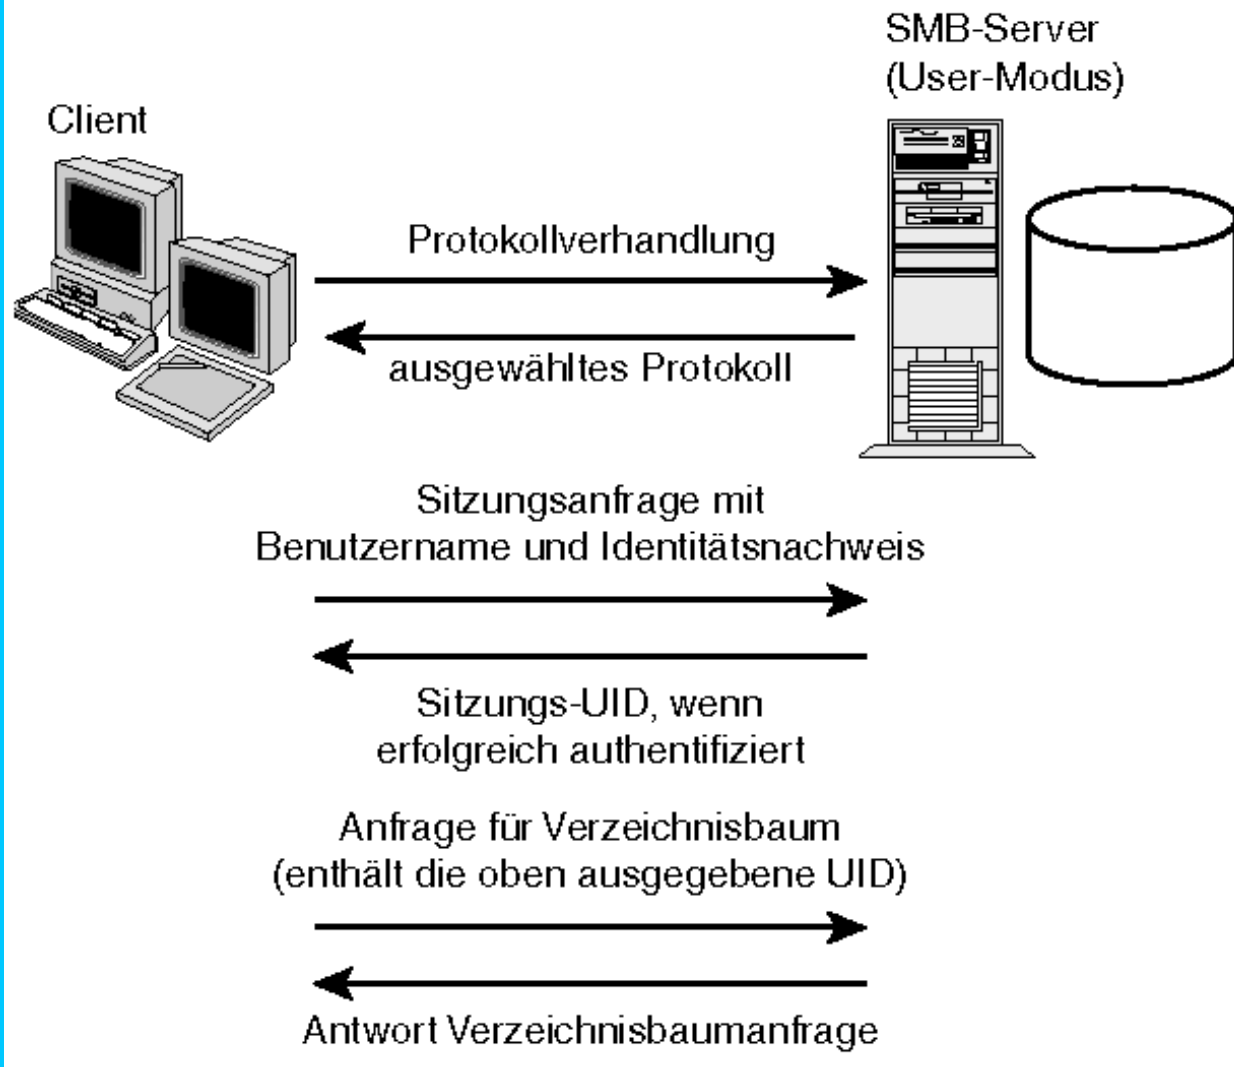 SMB-Server
(User-Modus)
Client
Protokollverhandlung
ausgewähltes Protokoll
Sitzungsanfrage mit
Benutzername und Identitätsnachweis
Sitzungs-UID, wenn
erfolgreich authentifiziert
Anfrage für Verzeichnisbaum
(enthält die oben ausgegebene UID)
Antwort Verzeichnisbaumanfrage